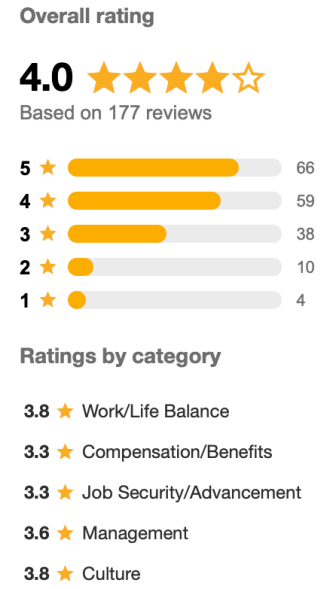 Overall rating
4.0
Based on 177 reviews
5 66
4 59
3 38
2 10
1 4
Ratings by category
3.8 Work/Life Balance
3.3 Compensation/Benefits
3.3 Job Security/Advancement
3.6 Management
3.8 Culture